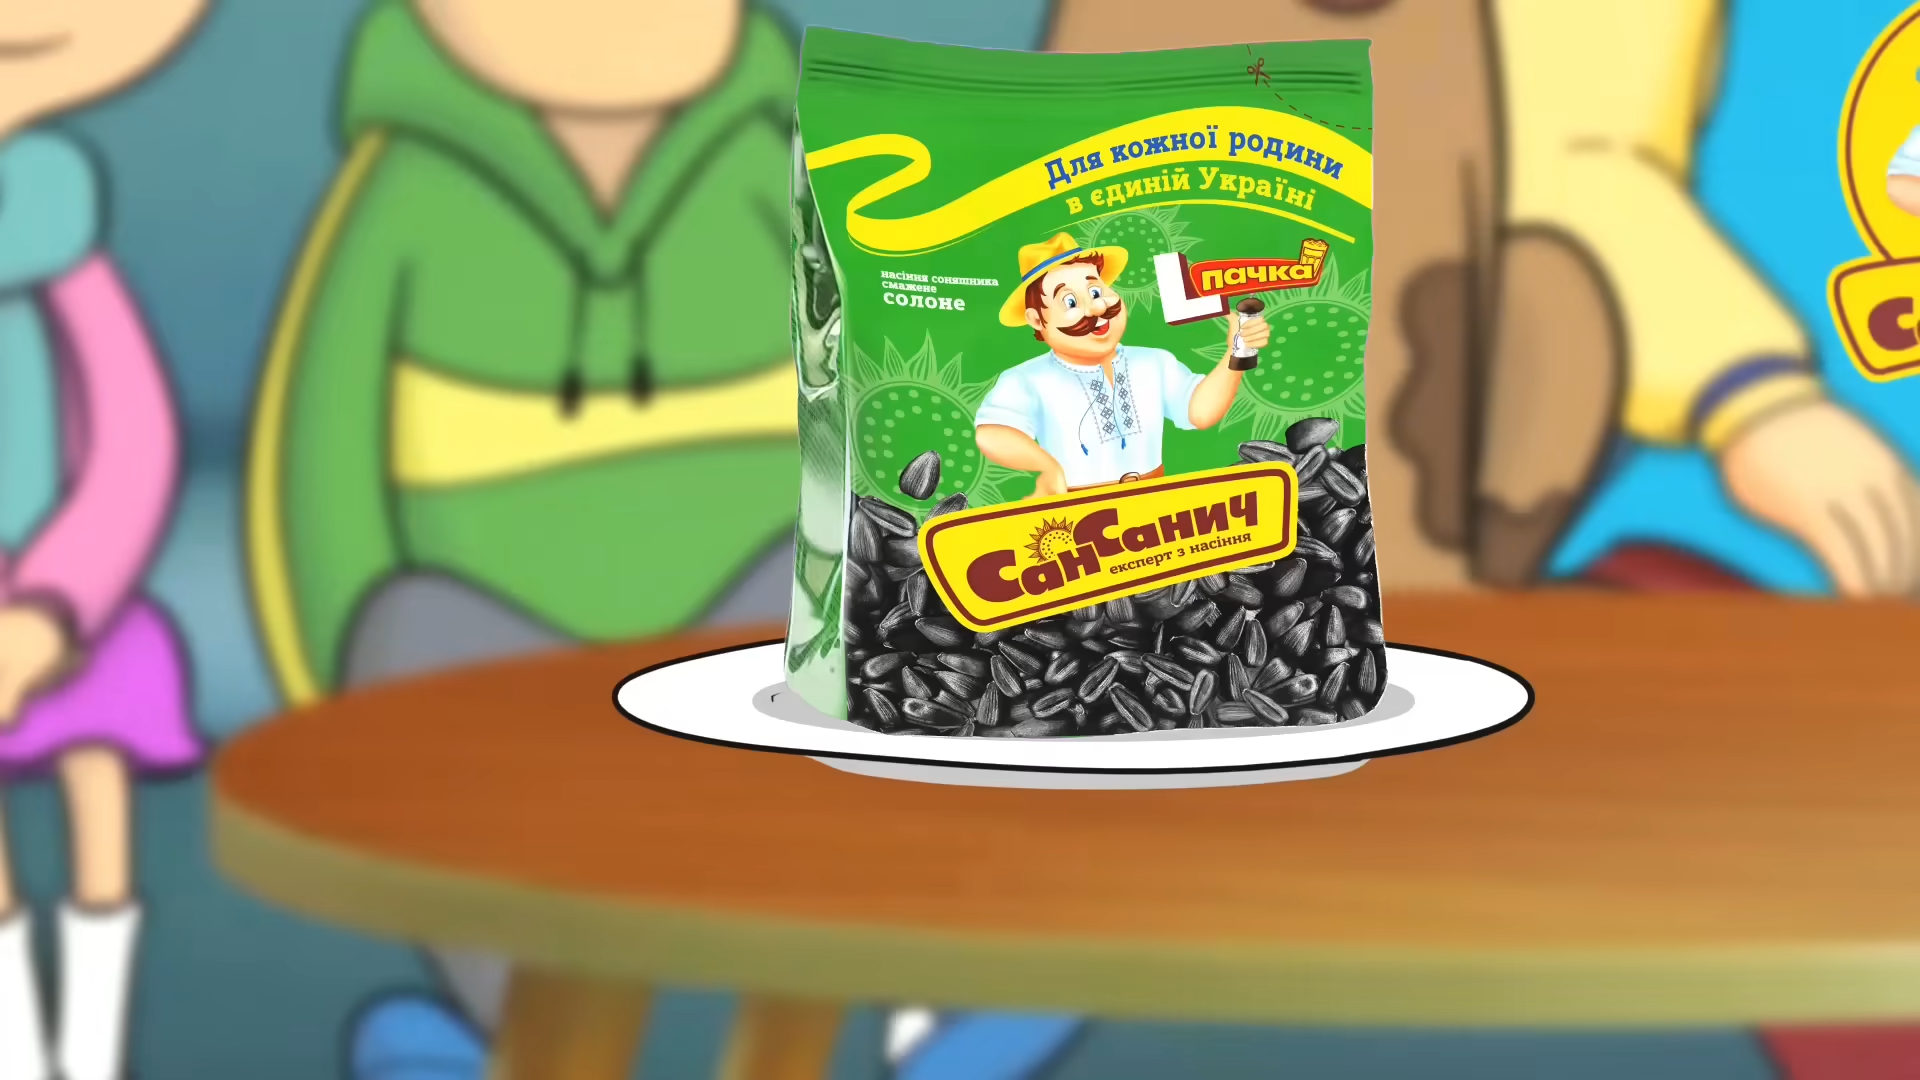 Для кожної родини
в єдиній Україні
насіння соняшника
смажене
солоне
L пачка
СанСанич
експерт з насіння